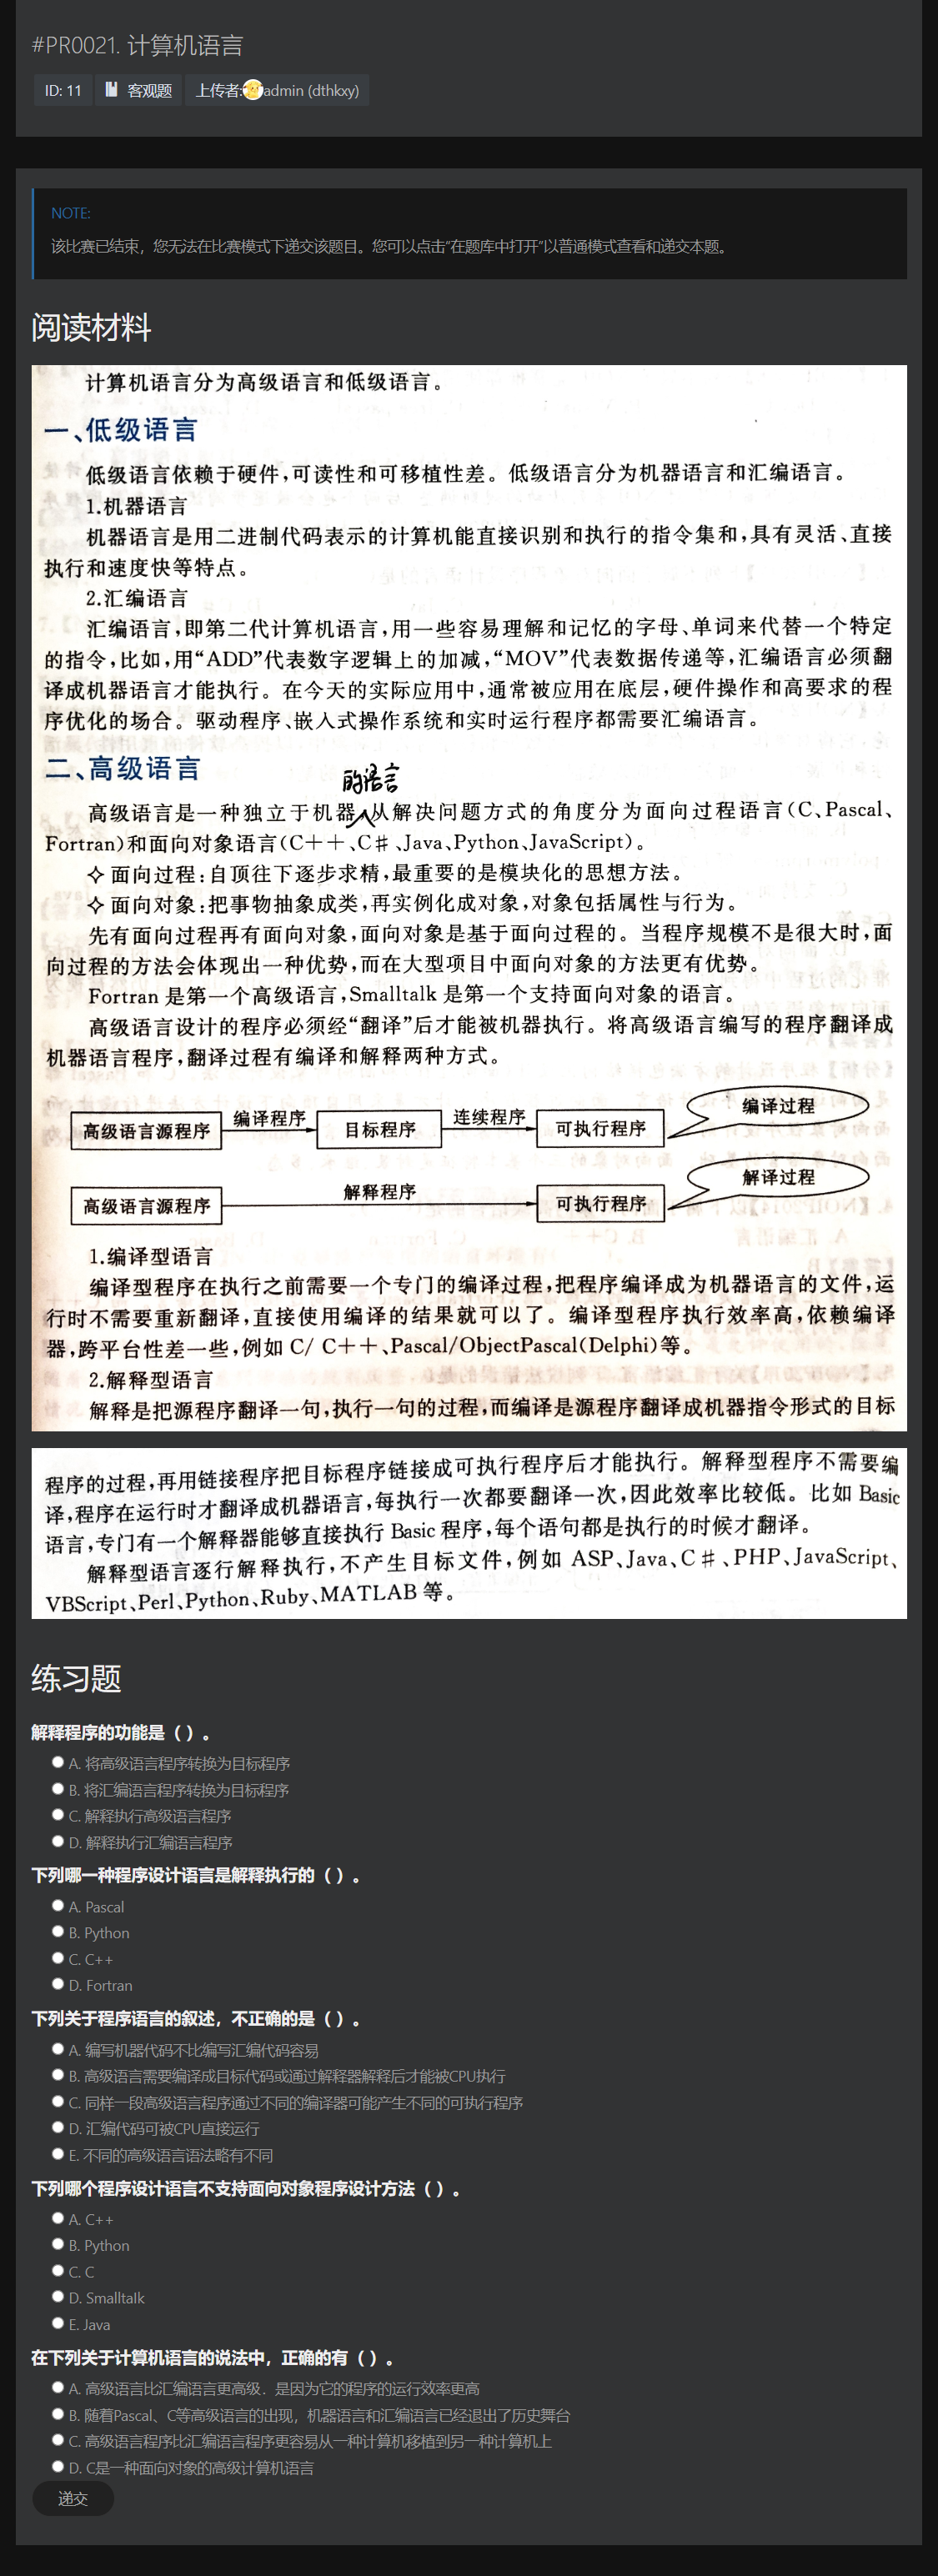 #PR0021. 计算机语言
ID: 11 客观题 上传者: admin (dthkxy)
NOTE:
该比赛已结束，您无法在比赛模式下递交该题目。您可以点击“在题库中打开”以普通模式查看和递交本题。
阅读材料
计算机语言分为高级语言和低级语言。
一、低级语言
低级语言依赖于硬件,可读性和可移植性差。低级语言分为机器语言和汇编语言。
1.机器语言
机器语言是用二进制代码表示的计算机能直接识别和执行的指令集和,具有灵活、直接
执行和速度快等特点。
2.汇编语言
汇编语言,即第二代计算机语言,用一些容易理解和记忆的字母、单词来代替一个特定
的指令,比如,用“ADD”代表数字逻辑上的加减,“MOV”代表数据传递等,汇编语言必须翻
译成机器语言才能执行。在今天的实际应用中,通常被应用在底层,硬件操作和高要求的程
序优化的场合。驱动程序、嵌入式操作系统和实时运行程序都需要汇编语言。
二、高级语言
的语言
高级语言是一种独立于机器,从解决问题方式的角度分为面向过程语言(C、Pascal、
Fortran)和面向对象语言(C++、C#、Java、Python、JavaScript)。
✧ 面向过程:自顶往下逐步求精,最重要的是模块化的思想方法。
✧ 面向对象:把事物抽象成类,再实例化成对象,对象包括属性与行为。
先有面向过程再有面向对象,面向对象是基于面向过程的。当程序规模不是很大时,面
向过程的方法会体现出一种优势,而在大型项目中面向对象的方法更有优势。
Fortran 是第一个高级语言,Smalltalk 是第一个支持面向对象的语言。
高级语言设计的程序必须经“翻译”后才能被机器执行。将高级语言编写的程序翻译成
机器语言程序,翻译过程有编译和解释两种方式。
高级语言源程序 编译程序 目标程序 连续程序 可执行程序 编译过程
高级语言源程序 解释程序 可执行程序 解译过程
1.编译型语言
编译型程序在执行之前需要一个专门的编译过程,把程序编译成为机器语言的文件,运
行时不需要重新翻译,直接使用编译的结果就可以了。编译型程序执行效率高,依赖编译
器,跨平台性差一些,例如 C/ C++、Pascal/ObjectPascal(Delphi)等。
2.解释型语言
解释是把源程序翻译一句,执行一句的过程,而编译是源程序翻译成机器指令形式的目标
程序的过程,再用链接程序把目标程序链接成可执行程序后才能执行。解释型程序不需要编
译,程序在运行时才翻译成机器语言,每执行一次都要翻译一次,因此效率比较低。比如 Basic
语言,专门有一个解释器能够直接执行 Basic 程序,每个语句都是执行的时候才翻译。
解释型语言逐行解释执行,不产生目标文件,例如 ASP、Java、C#、PHP、JavaScript、
VBScript、Perl、Python、Ruby、MATLAB 等。
练习题
解释程序的功能是（ ）。
A. 将高级语言程序转换为目标程序
B. 将汇编语言程序转换为目标程序
C. 解释执行高级语言程序
D. 解释执行汇编语言程序
下列哪一种程序设计语言是解释执行的（ ）。
A. Pascal
B. Python
C. C++
D. Fortran
下列关于程序语言的叙述，不正确的是（ ）。
A. 编写机器代码不比编写汇编代码容易
B. 高级语言需要编译成目标代码或通过解释器解释后才能被CPU执行
C. 同样一段高级语言程序通过不同的编译器可能产生不同的可执行程序
D. 汇编代码可被CPU直接运行
E. 不同的高级语言语法略有不同
下列哪个程序设计语言不支持面向对象程序设计方法（ ）。
A. C++
B. Python
C. C
D. Smalltalk
E. Java
在下列关于计算机语言的说法中，正确的有（ ）。
A. 高级语言比汇编语言更高级．是因为它的程序的运行效率更高
B. 随着Pascal、C等高级语言的出现，机器语言和汇编语言已经退出了历史舞台
C. 高级语言程序比汇编语言程序更容易从一种计算机移植到另一种计算机上
D. C是一种面向对象的高级计算机语言
递交